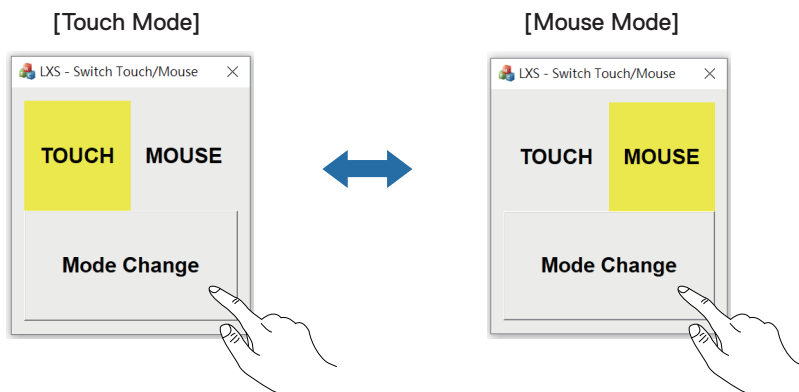 [Touch Mode]
LXS - Switch Touch/Mouse
TOUCH MOUSE
Mode Change
[Mouse Mode]
LXS - Switch Touch/Mouse
TOUCH MOUSE
Mode Change